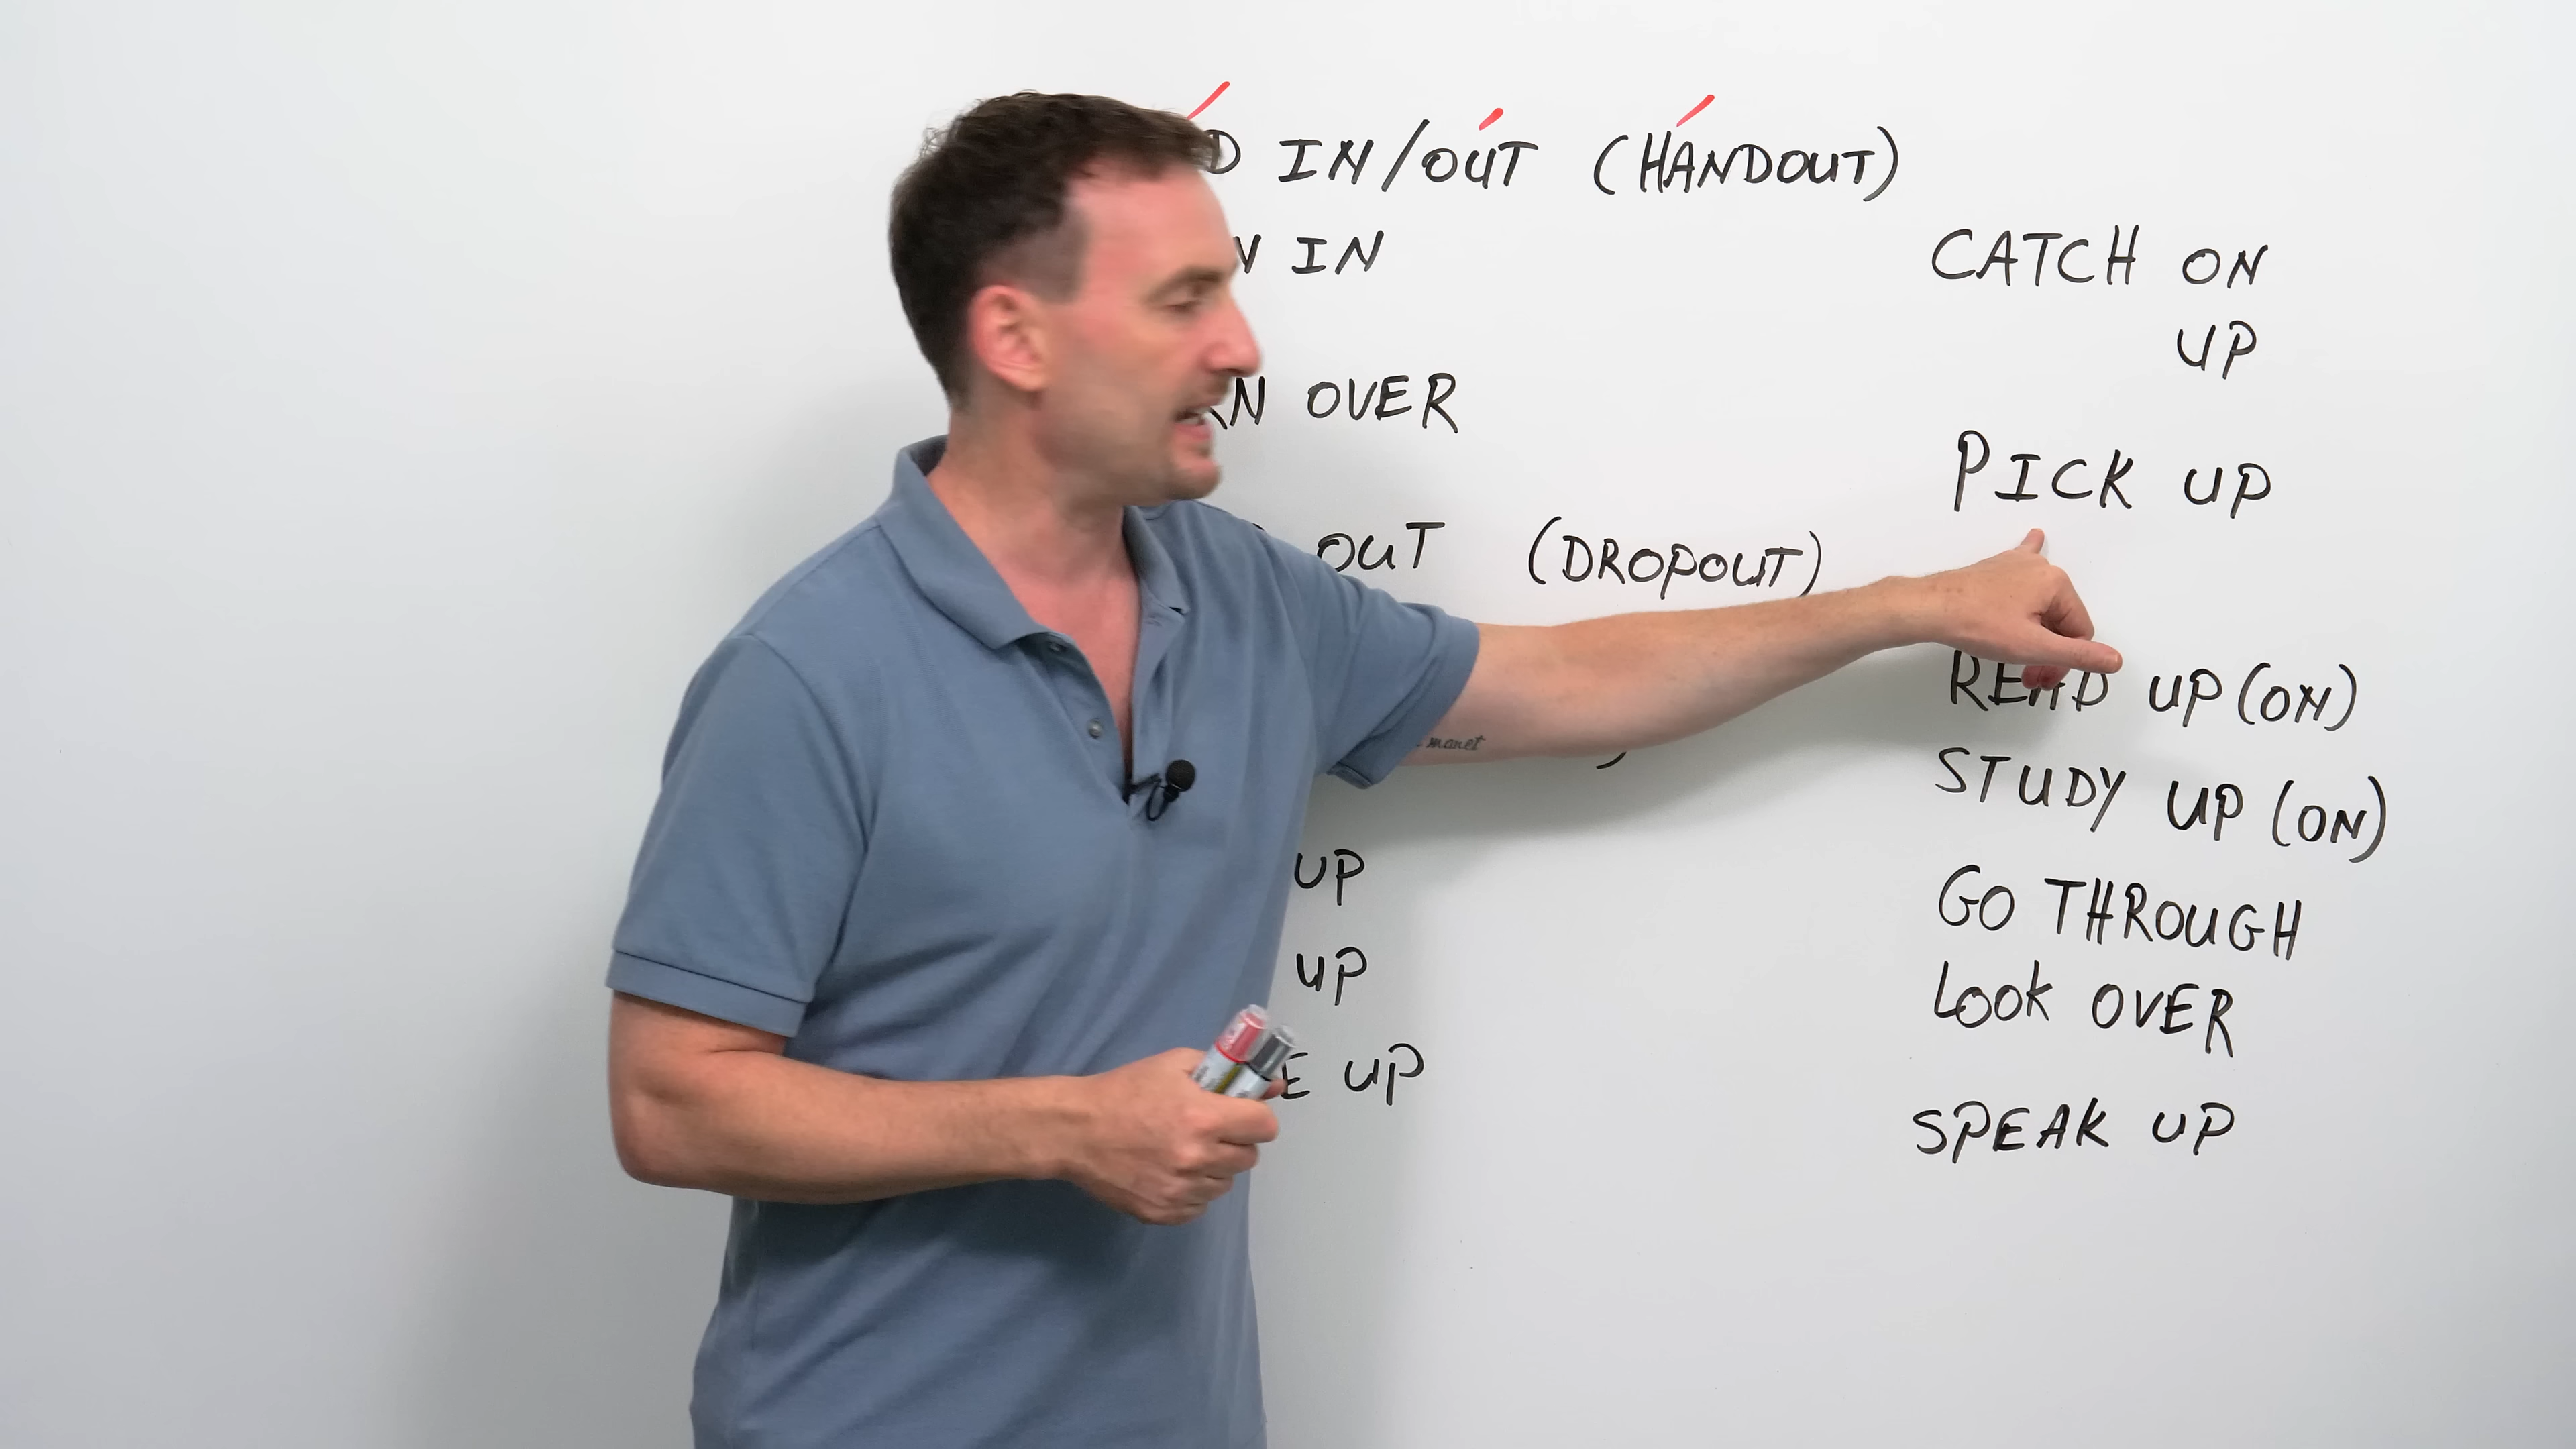 IN/OUT (HANDOUT)
IN
OVER
OUT (DROPOUT)
UP
UP
UP
CATCH ON
UP
PICK UP
READ UP (ON)
STUDY UP (ON)
GO THROUGH
LOOK OVER
SPEAK UP
manet